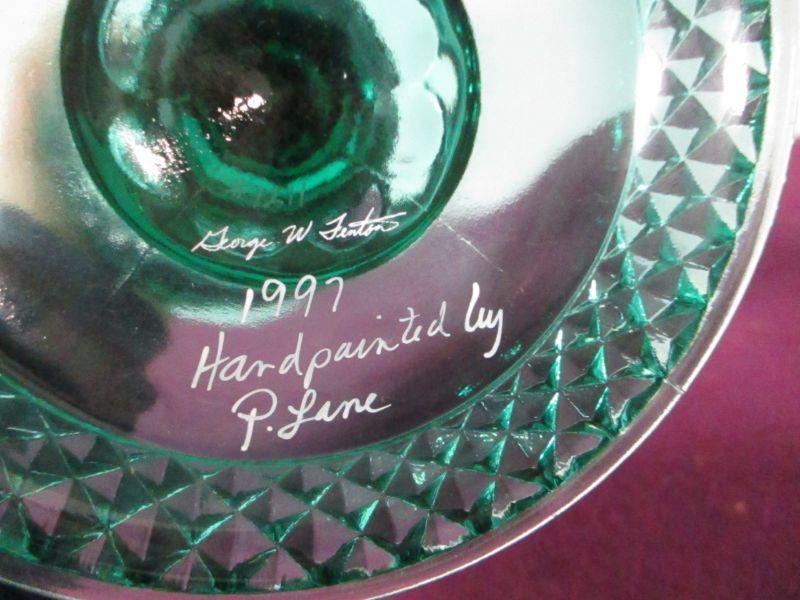 George W Fenton
1997
Handpainted by
P. Lane